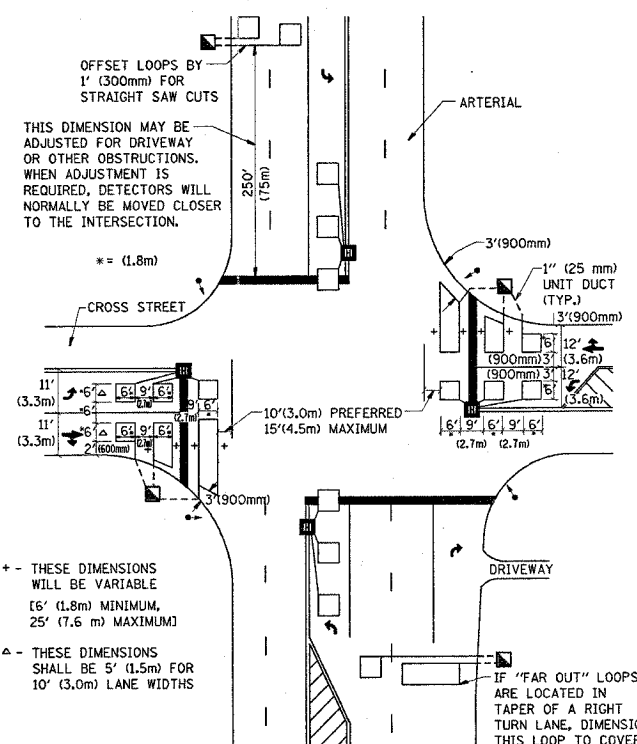 OFFSET LOOPS BY
1' (300mm) FOR
STRAIGHT SAW CUTS
ARTERIAL
THIS DIMENSION MAY BE
ADJUSTED FOR DRIVEWAY
OR OTHER OBSTRUCTIONS.
WHEN ADJUSTMENT IS
REQUIRED, DETECTORS WILL
NORMALLY BE MOVED CLOSER
TO THE INTERSECTION.
250'
(75m)
*= (1.8m)
3'(900mm)
1" (25 mm)
UNIT DUCT
(TYP.)
CROSS STREET
3'(900mm)
6' 12'
(900mm) 3' (3.6m)
(900mm) 3' 12'
6'
(3.6m)
11'
(3.3m)
*6' △ 6' 9' 6'
(2.7m)
*6'
9' 6'
(2.7m)
11'
(3.3m)
*6' △ 6' 9' 6'
(2.7m)
2' (600mm)
10'(3.0m) PREFERRED
15'(4.5m) MAXIMUM
6' 9' 6' 9' 6'
(2.7m) (2.7m)
3'(900mm)
+ - THESE DIMENSIONS
WILL BE VARIABLE
[6' (1.8m) MINIMUM,
25' (7.6 m) MAXIMUM]
DRIVEWAY
△ - THESE DIMENSIONS
SHALL BE 5' (1.5m) FOR
10' (3.0m) LANE WIDTHS
IF "FAR OUT" LOOPS
ARE LOCATED IN
TAPER OF A RIGHT
TURN LANE, DIMENSIO
THIS LOOP TO COVER